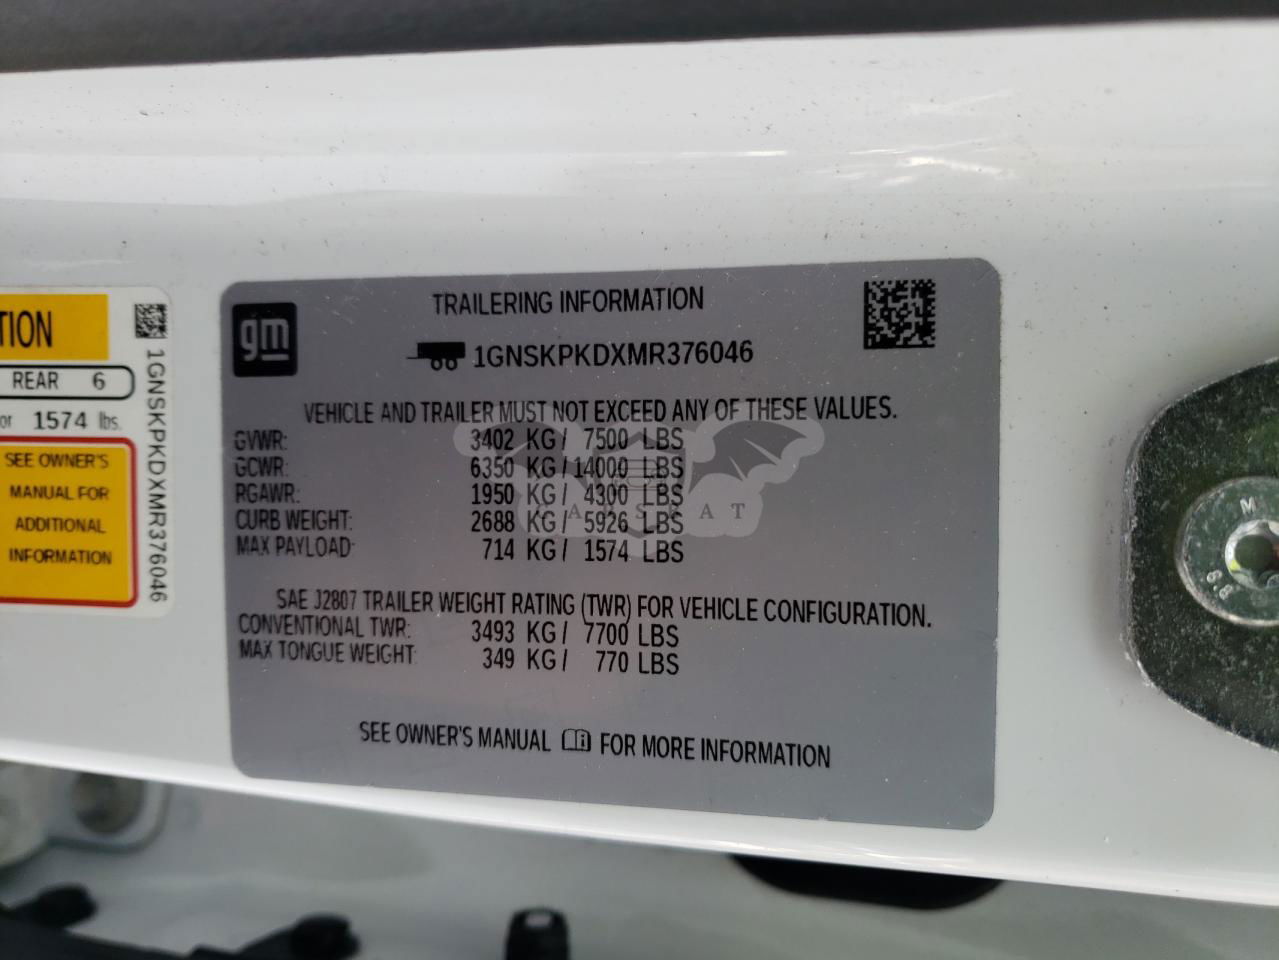 TION
REAR 6
or 1574 lbs.
SEE OWNER'S
MANUAL FOR
ADDITIONAL
INFORMATION
1GNSKPKDXMR376046
gm
TRAILERING INFORMATION
1GNSKPKDXMR376046
VEHICLE AND TRAILER MUST NOT EXCEED ANY OF THESE VALUES.
GVWR: 3402 KG/ 7500 LBS
GCWR: 6350 KG/14000 LBS
RGAWR: 1950 KG/ 4300 LBS
CURB WEIGHT: 2688 KG/ 5926 LBS
MAX PAYLOAD: 714 KG/ 1574 LBS
SAE J2807 TRAILER WEIGHT RATING (TWR) FOR VEHICLE CONFIGURATION.
CONVENTIONAL TWR: 3493 KG/ 7700 LBS
MAX TONGUE WEIGHT: 349 KG/ 770 LBS
SEE OWNER'S MANUAL FOR MORE INFORMATION
M
88